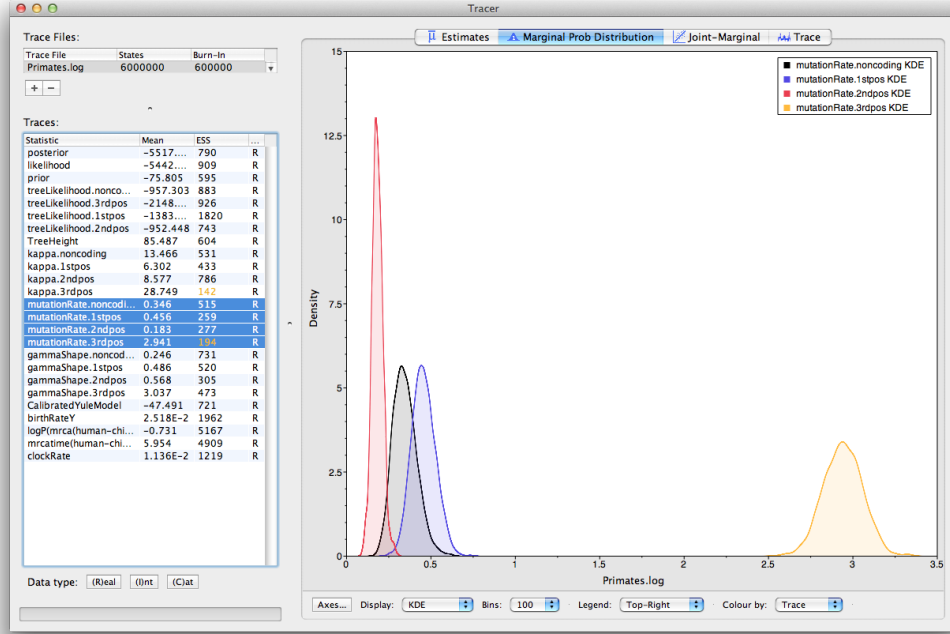 Tracer
Trace Files:
Trace File States Burn-In
Primates.log 6000000 600000
+ −
Traces:
Statistic Mean ESS ...
posterior -5517.... 790 R
likelihood -5442.... 909 R
prior -75.805 595 R
treeLikelihood.nonco... -957.303 883 R
treeLikelihood.3rdpos -2148.... 926 R
treeLikelihood.1stpos -1383.... 1820 R
treeLikelihood.2ndpos -952.448 743 R
TreeHeight 85.487 604 R
kappa.noncoding 13.466 531 R
kappa.1stpos 6.302 433 R
kappa.2ndpos 8.577 786 R
kappa.3rdpos 28.749 142 R
mutationRate.noncodi... 0.346 515 R
mutationRate.1stpos 0.456 259 R
mutationRate.2ndpos 0.183 277 R
mutationRate.3rdpos 2.941 194 R
gammaShape.noncod... 0.246 731 R
gammaShape.1stpos 0.486 520 R
gammaShape.2ndpos 0.568 305 R
gammaShape.3rdpos 3.037 473 R
CalibratedYuleModel -47.491 721 R
birthRateY 2.518E-2 1962 R
logP(mrca(human-chi... -0.731 5167 R
mrcatime(human-chi... 5.954 4909 R
clockRate 1.136E-2 1219 R
Data type: (R)eal (I)nt (C)at
Estimates Marginal Prob Distribution Joint-Marginal Trace
mutationRate.noncoding KDE
mutationRate.1stpos KDE
mutationRate.2ndpos KDE
mutationRate.3rdpos KDE
15
12.5
10
7.5
5
2.5
0
Density
0 0.5 1 1.5 2 2.5 3 3.5
Primates.log
Axes... Display: KDE Bins: 100 Legend: Top-Right Colour by: Trace